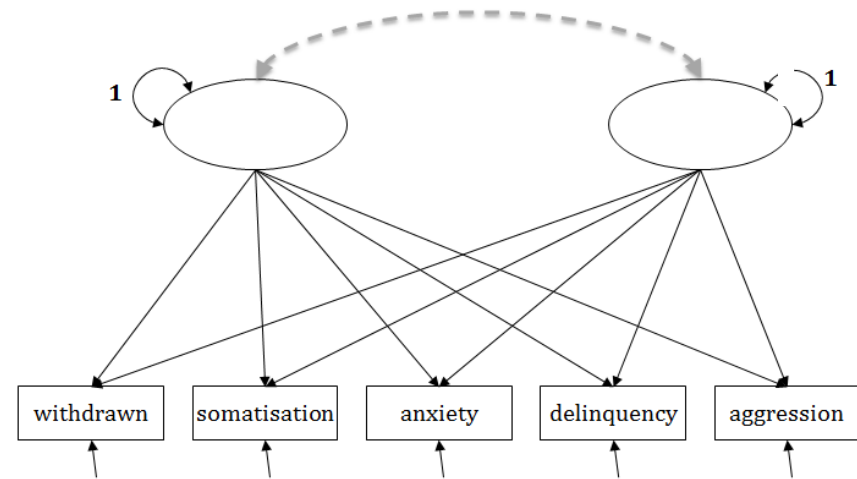 1
1
withdrawn
somatisation
anxiety
delinquency
aggression